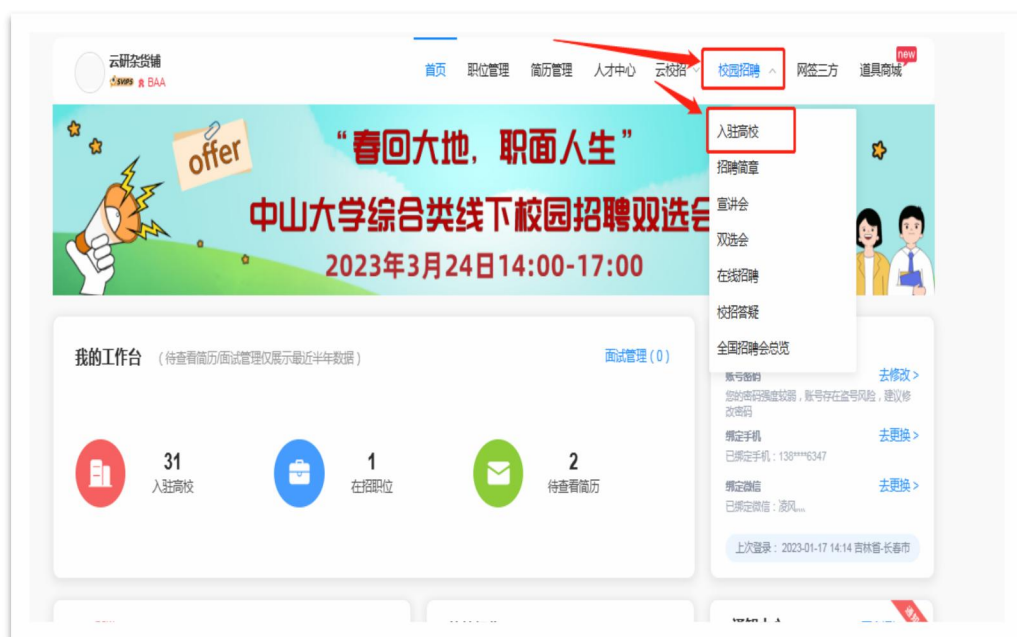 云研杂货铺
SVIP5 BAA
首页 职位管理 简历管理 人才中心 云校招 校园招聘 网签三方 道具商城
new
入驻高校
招聘简章
宣讲会
双选会
在线招聘
校招答疑
全国招聘会总览
offer
“春回大地，职面人生”
中山大学综合类线下校园招聘双选会
2023年3月24日14:00-17:00
我的工作台 （待查看简历/面试管理仅展示最近半年数据） 面试管理(0)
31
入驻高校
1
在招职位
2
待查看简历
账号密码 去修改>
您的密码强度较弱，账号存在盗号风险，建议修
改密码
绑定手机 去更换>
已绑定手机：138****6347
绑定微信 去更换>
已绑定微信：凌风,,,,
上次登录：2023-01-17 14:14 吉林省-长春市